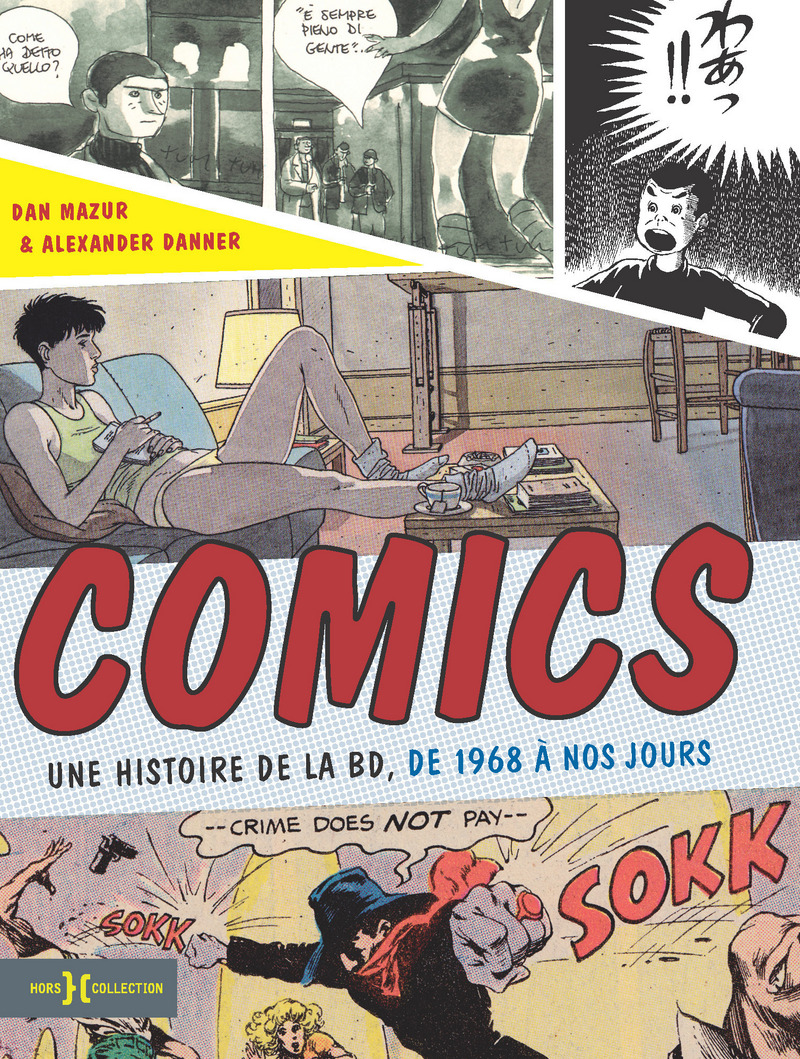 COME
HA DETTO
QUELLO?
"È SEMPRE
PIENO DI
GENTE"...
わあっ
!!
DAN MAZUR
& ALEXANDER DANNER
COMICS
UNE HISTOIRE DE LA BD, DE 1968 À NOS JOURS
--CRIME DOES NOT PAY--
SOKK
SOKK
HORS COLLECTION